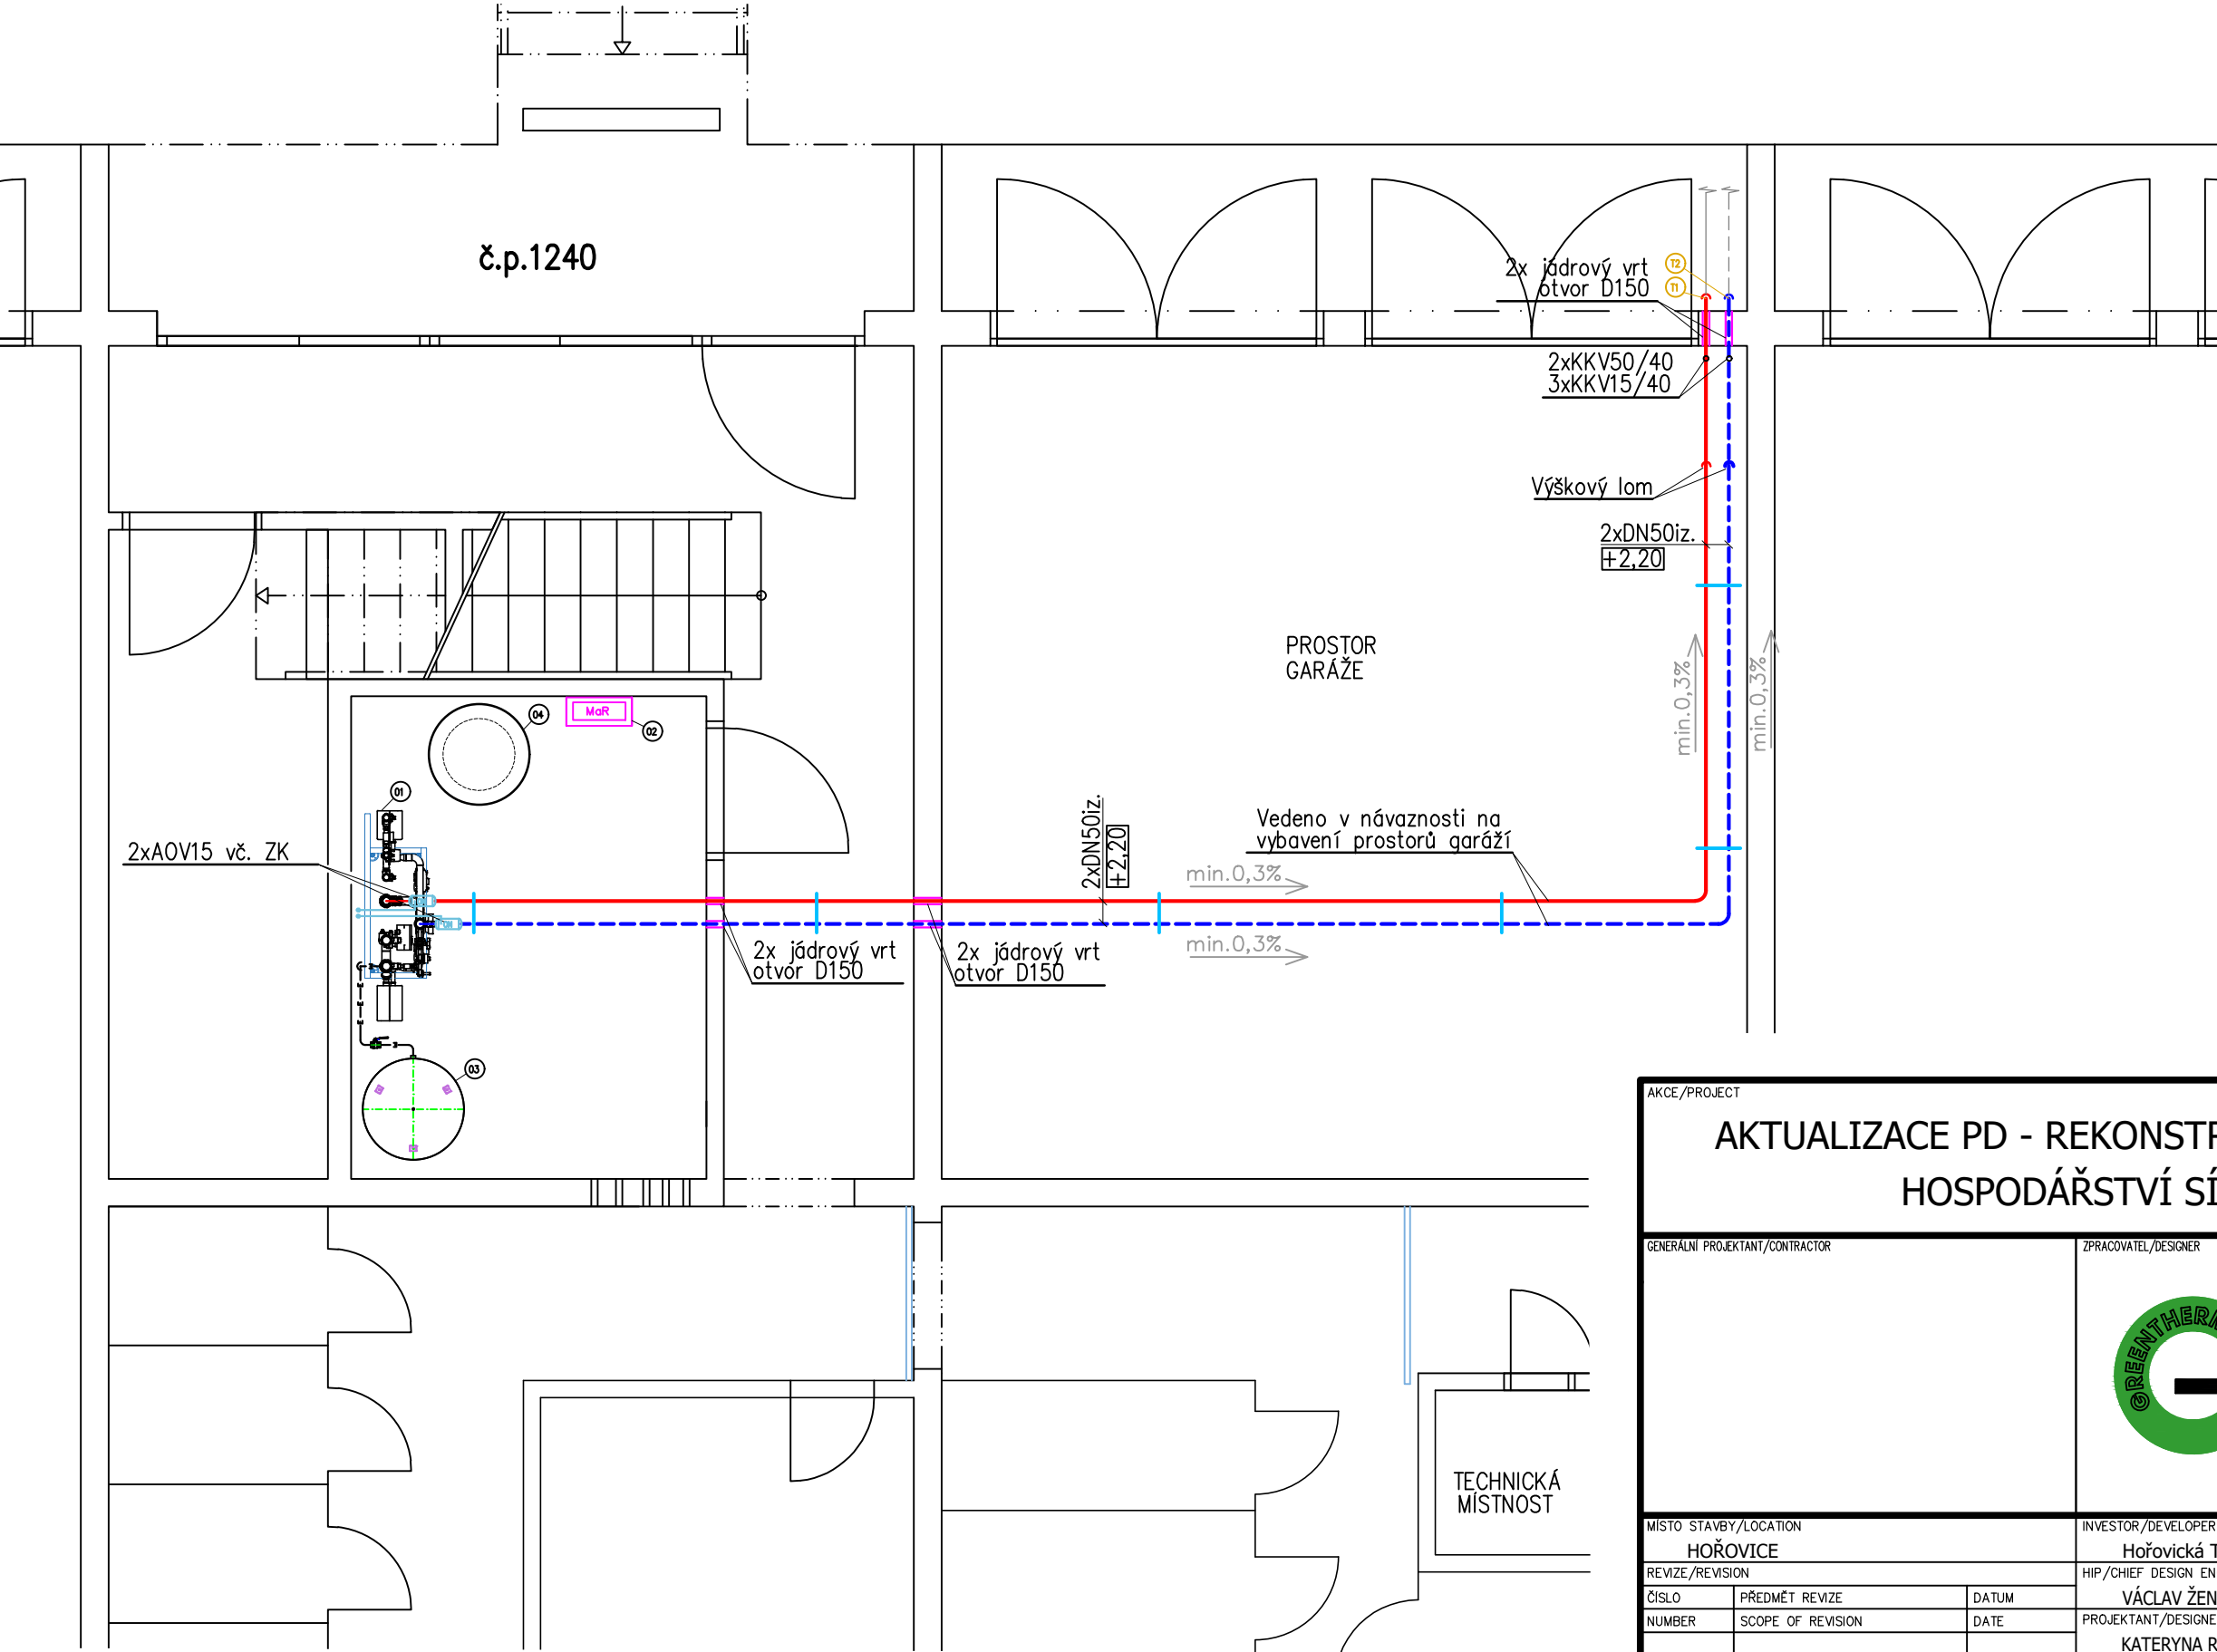 č.p.1240
2x jádrový vrt
otvor D150
T2
T1
2xKKV50/40
3xKKV15/40
Výškový lom
2xDN50iz.
+2,20
PROSTOR
GARÁŽE
min.0,3%
min.0,3%
MaR
04
02
01
2xAOV15 vč. ZK
2xDN50iz.
+2,20
Vedeno v návaznosti na
vybavení prostorů garáží
min.0,3%
min.0,3%
2x jádrový vrt
otvor D150
2x jádrový vrt
otvor D150
03
TECHNICKÁ
MÍSTNOST
AKCE/PROJECT
AKTUALIZACE PD - REKONSTR
HOSPODÁŘSTVÍ SÍ
GENERÁLNÍ PROJEKTANT/CONTRACTOR
ZPRACOVATEL/DESIGNER
GREENTHERM
MÍSTO STAVBY/LOCATION
HOŘOVICE
INVESTOR/DEVELOPER
Hořovická T
REVIZE/REVISION
HIP/CHIEF DESIGN EN
ČÍSLO
PŘEDMĚT REVIZE
DATUM
VÁCLAV ŽEN
NUMBER
SCOPE OF REVISION
DATE
PROJEKTANT/DESIGNE
KATERYNA R